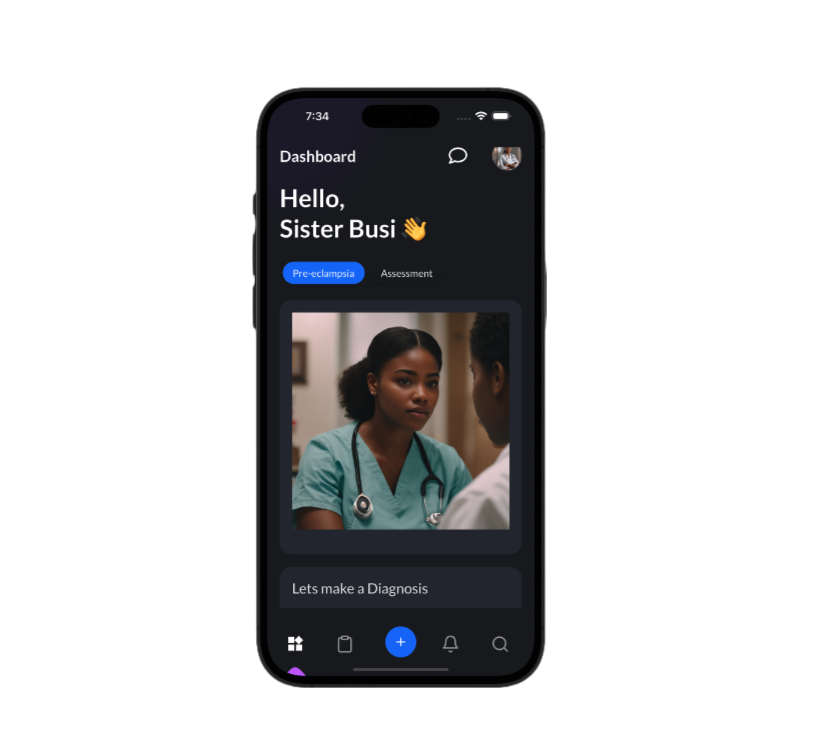 7:34
Dashboard
Hello,
Sister Busi 👋
Pre-eclampsia Assessment
Lets make a Diagnosis